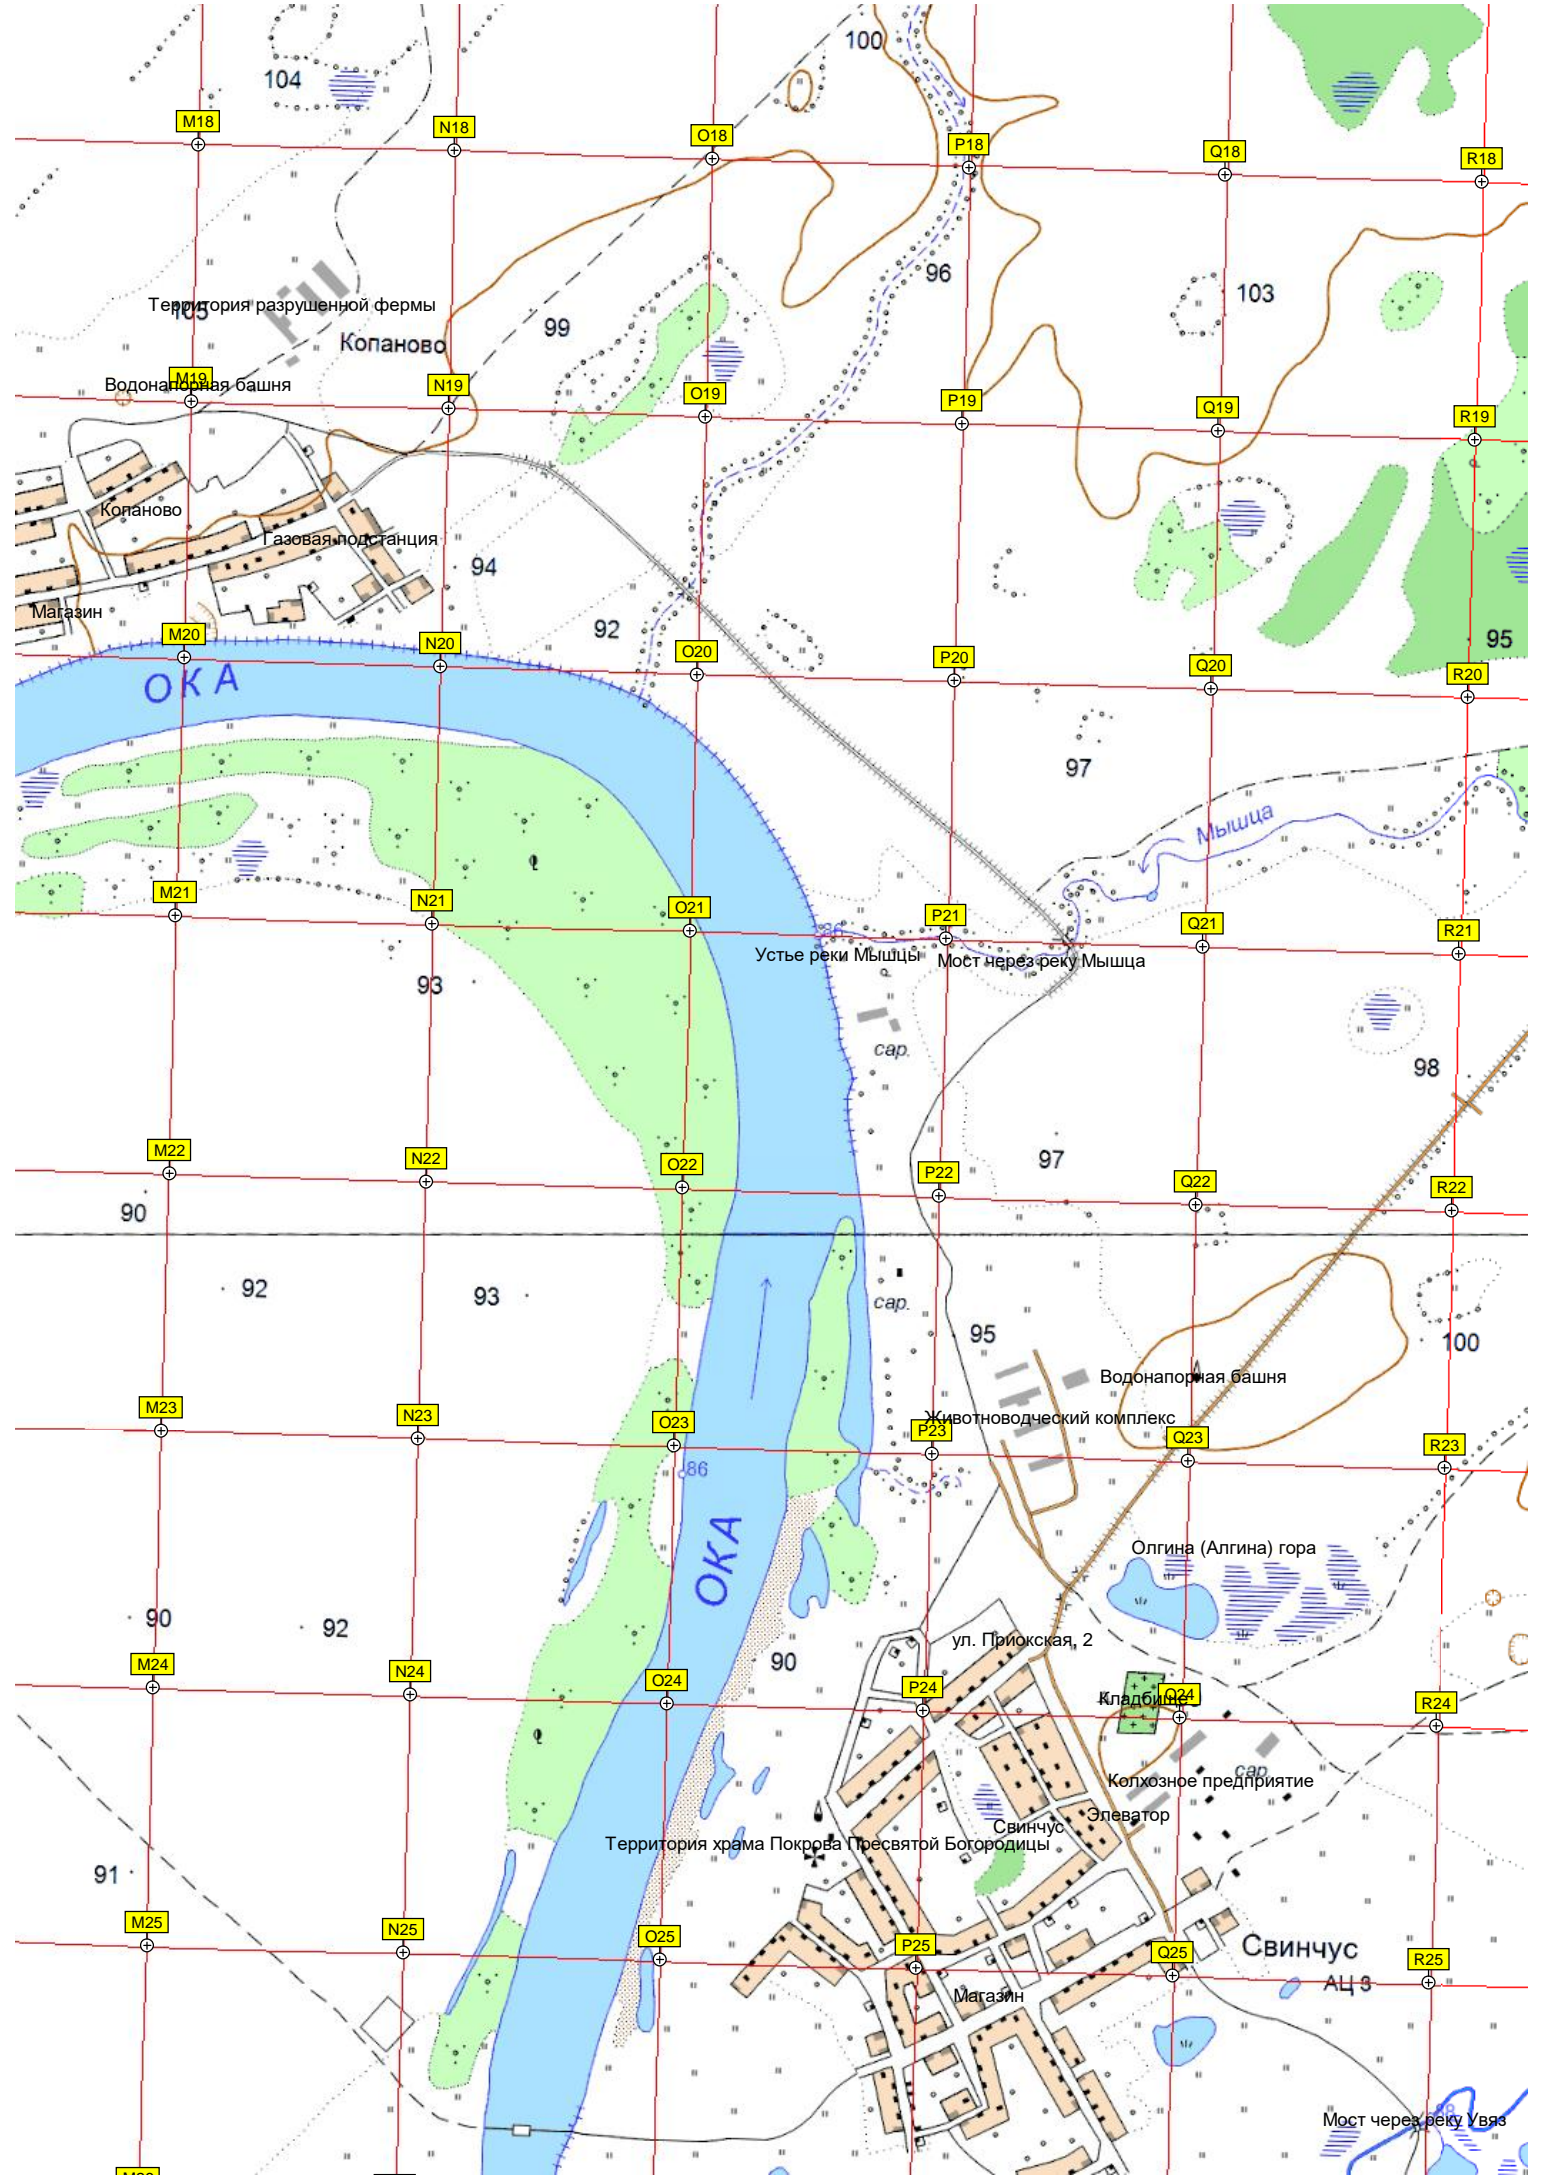 100
104
M18
N18
O18
P18
Q18
R18
96
103
Территория разрушенной фермы
105
99
Копаново
Водонапорная башня
M19
N19
O19
P19
Q19
R19
Копаново
Газовая подстанция
94
Магазин
92
95
M20
N20
O20
P20
Q20
R20
ОКА
97
Мышца
M21
N21
O21
P21
Q21
R21
86
Устье реки Мышцы
Мост через реку Мышца
93
сар.
98
M22
N22
O22
P22
Q22
R22
97
90
92
93
сар.
95
100
Водонапорная башня
Животноводческий комплекс
M23
N23
O23
P23
Q23
R23
86
ОКА
Олгина (Алгина) гора
90
92
ул. Приокская, 2
90
M24
N24
O24
P24
Кладбище
Q24
R24
сар.
Колхозное предприятие
Элеватор
Свинчус
Территория храма Покрова Пресвятой Богородицы
91
M25
N25
O25
P25
Q25
R25
Свинчус
АЦ 3
Магазин
88
Мост через реку Увяз